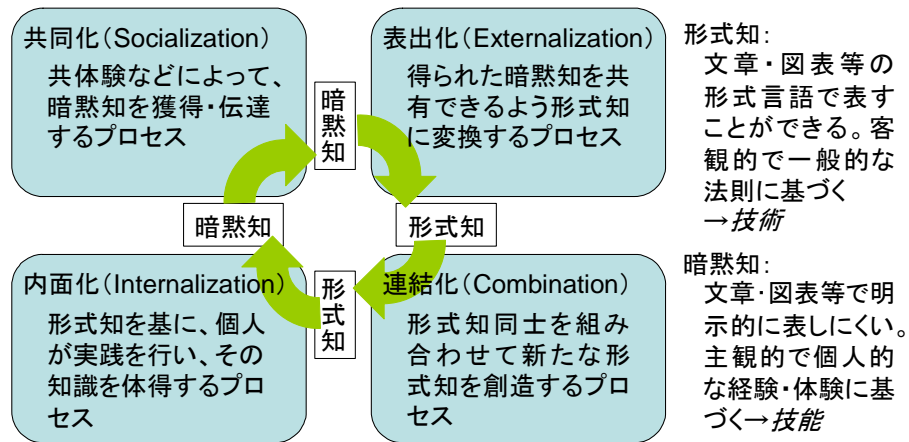 共同化(Socialization)
共体験などによって、
暗黙知を獲得・伝達
するプロセス
表出化(Externalization)
得られた暗黙知を共
有できるよう形式知
に変換するプロセス
暗黙知
暗黙知
形式知
形式知
内面化(Internalization)
形式知を基に、個人
が実践を行い、その
知識を体得するプロ
セス
連結化(Combination)
形式知同士を組み
合わせて新たな形
式知を創造するプロ
セス
形式知:
文章・図表等の
形式言語で表す
ことができる。客
観的で一般的な
法則に基づく
→技術
暗黙知:
文章・図表等で明
示的に表しにくい。
主観的で個人的
な経験・体験に基
づく→技能